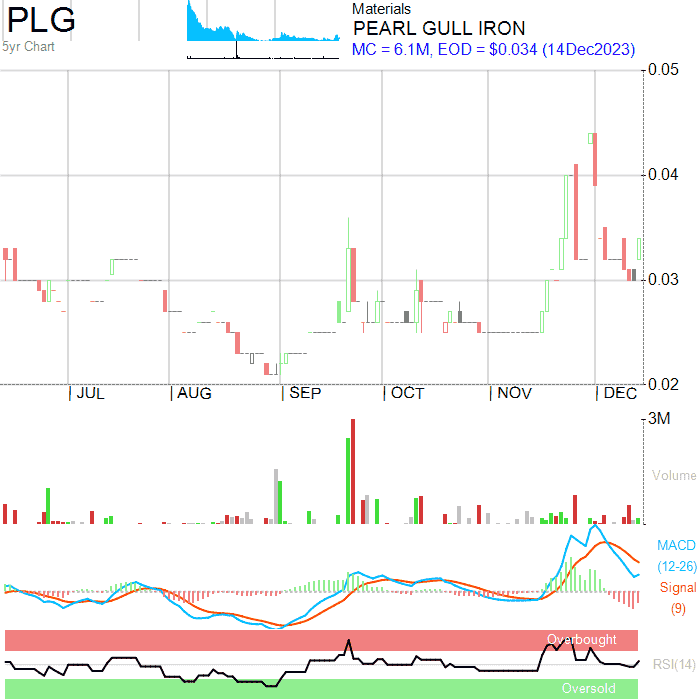 PLG
5yr Chart
Materials
PEARL GULL IRON
MC = 6.1M, EOD = $0.034 (14Dec2023)
0.05
0.04
0.03
0.02
JUL AUG SEP OCT NOV DEC
3M
Volume
MACD
(12-26)
Signal
(9)
Overbought
RSI(14)
Oversold